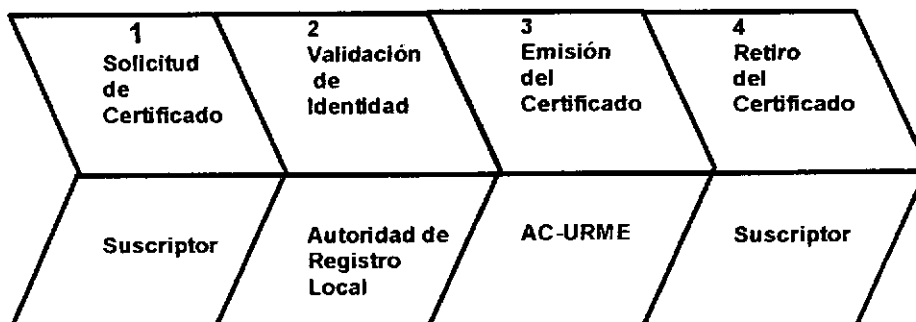 1
Solicitud
de
Certificado
2
Validación
de
Identidad
3
Emisión
del
Certificado
4
Retiro
del
Certificado
Suscriptor
Autoridad de
Registro
Local
AC-URME
Suscriptor